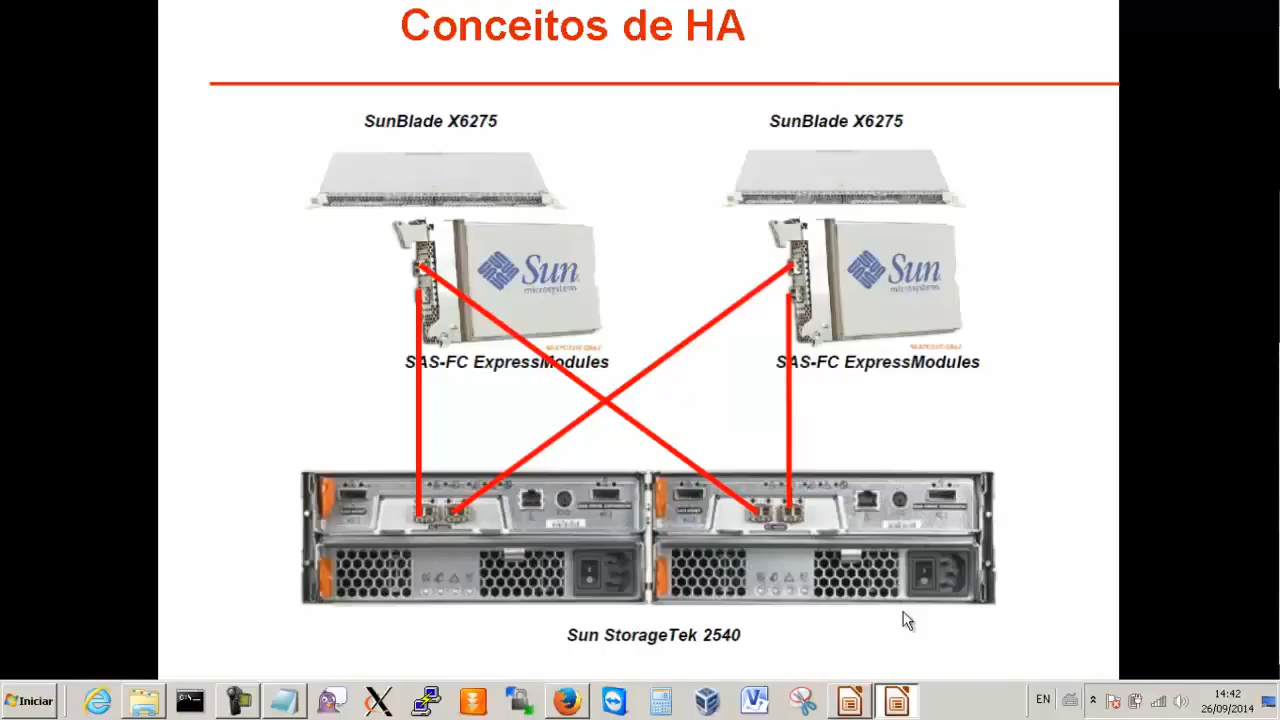 Conceitos de HA
SunBlade X6275
SunBlade X6275
Sun
microsystems
Sun
microsystems
SAS-FC ExpressModules
SAS-FC ExpressModules
Sun StorageTek 2540
Iniciar
EN
14:42
26/09/2014